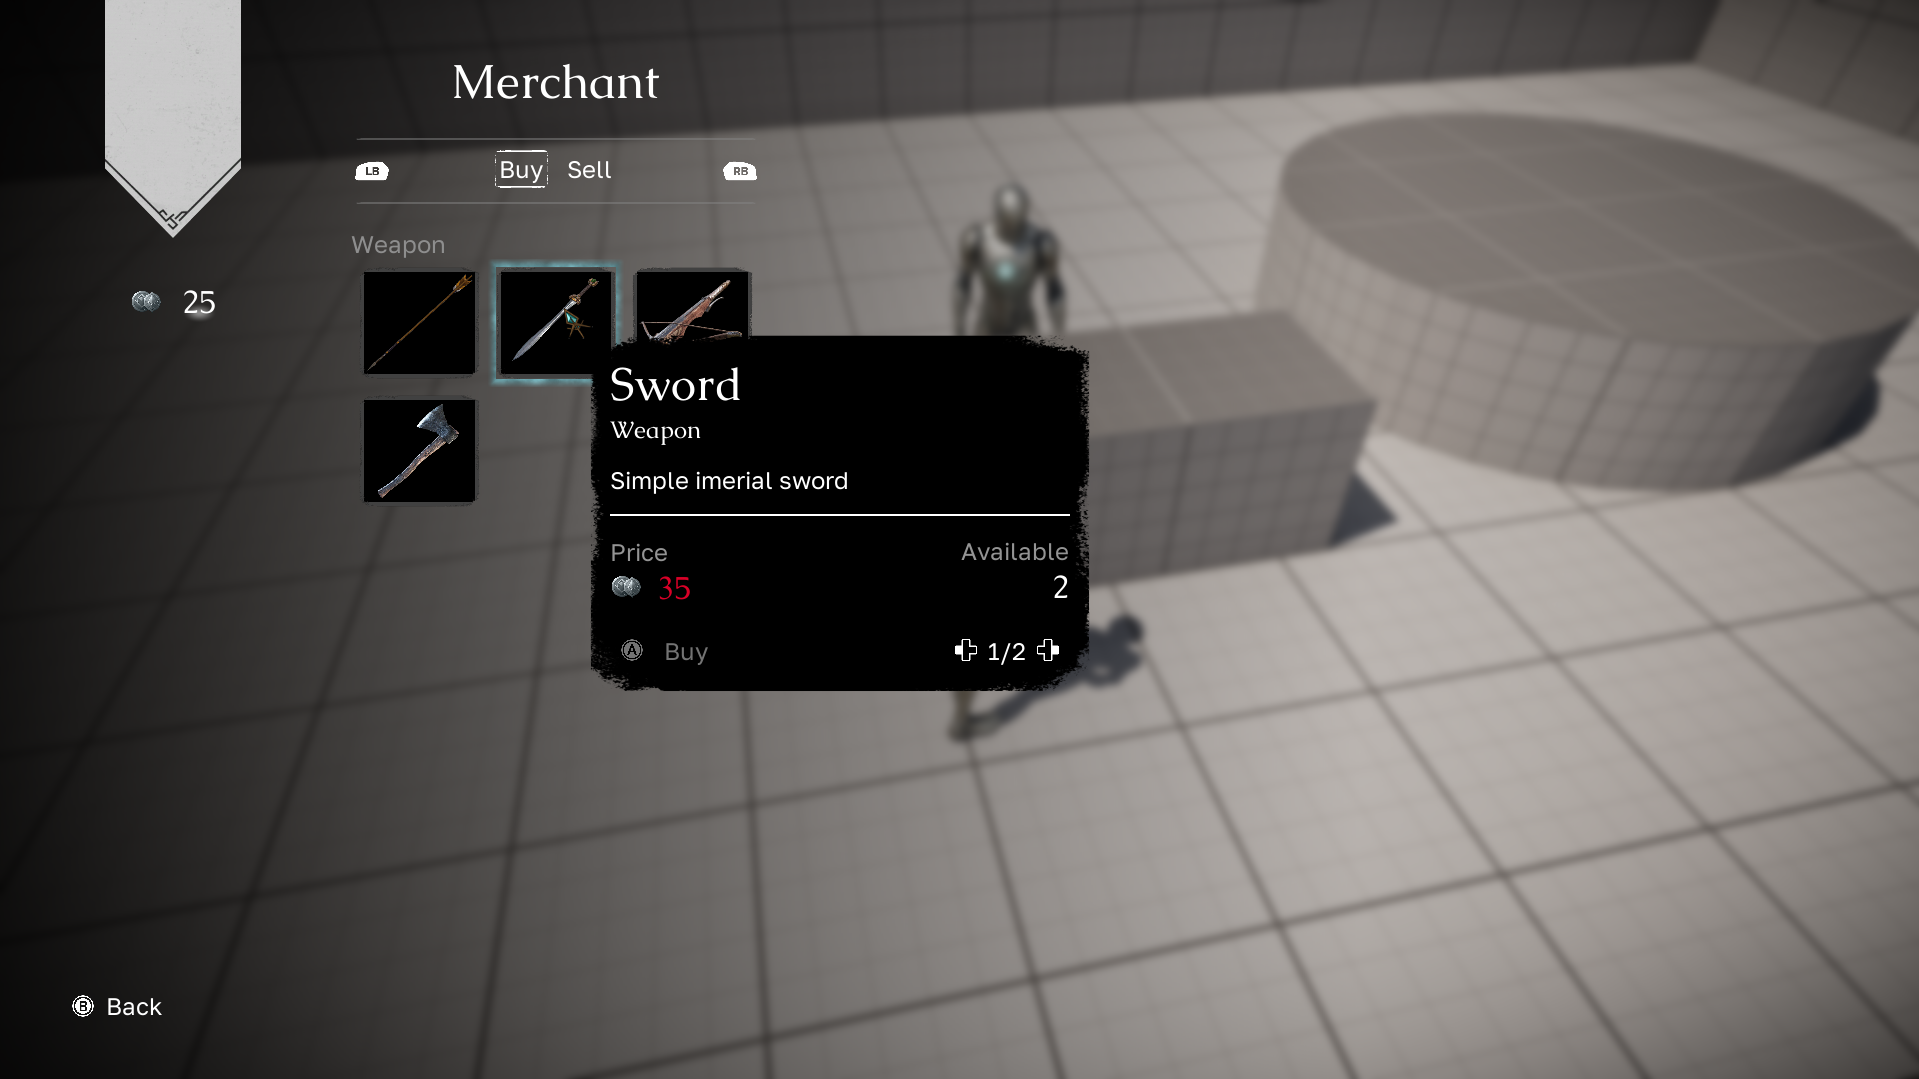 Merchant
LB
Buy
Sell
RB
Weapon
25
Sword
Weapon
Simple imerial sword
Price
Available
35
2
A
Buy
1/2
B
Back